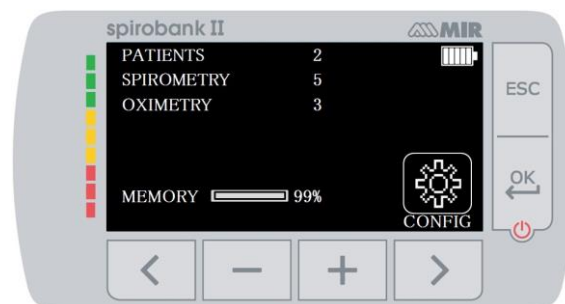 spirobank II MIR
PATIENTS 2
SPIROMETRY 5
OXIMETRY 3
MEMORY 99%
CONFIG
ESC
OK